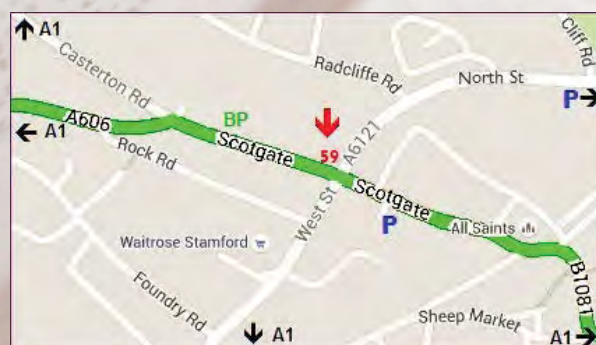 A1
Cliff Rd
Casterton Rd
Radcliffe Rd
North St
P
A606
BP
A1
Scotgate
59
A6121
Rock Rd
Scotgate
West St
P
All Saints
Waitrose Stamford
B1081
Foundry Rd
Sheep Market
A1
A1